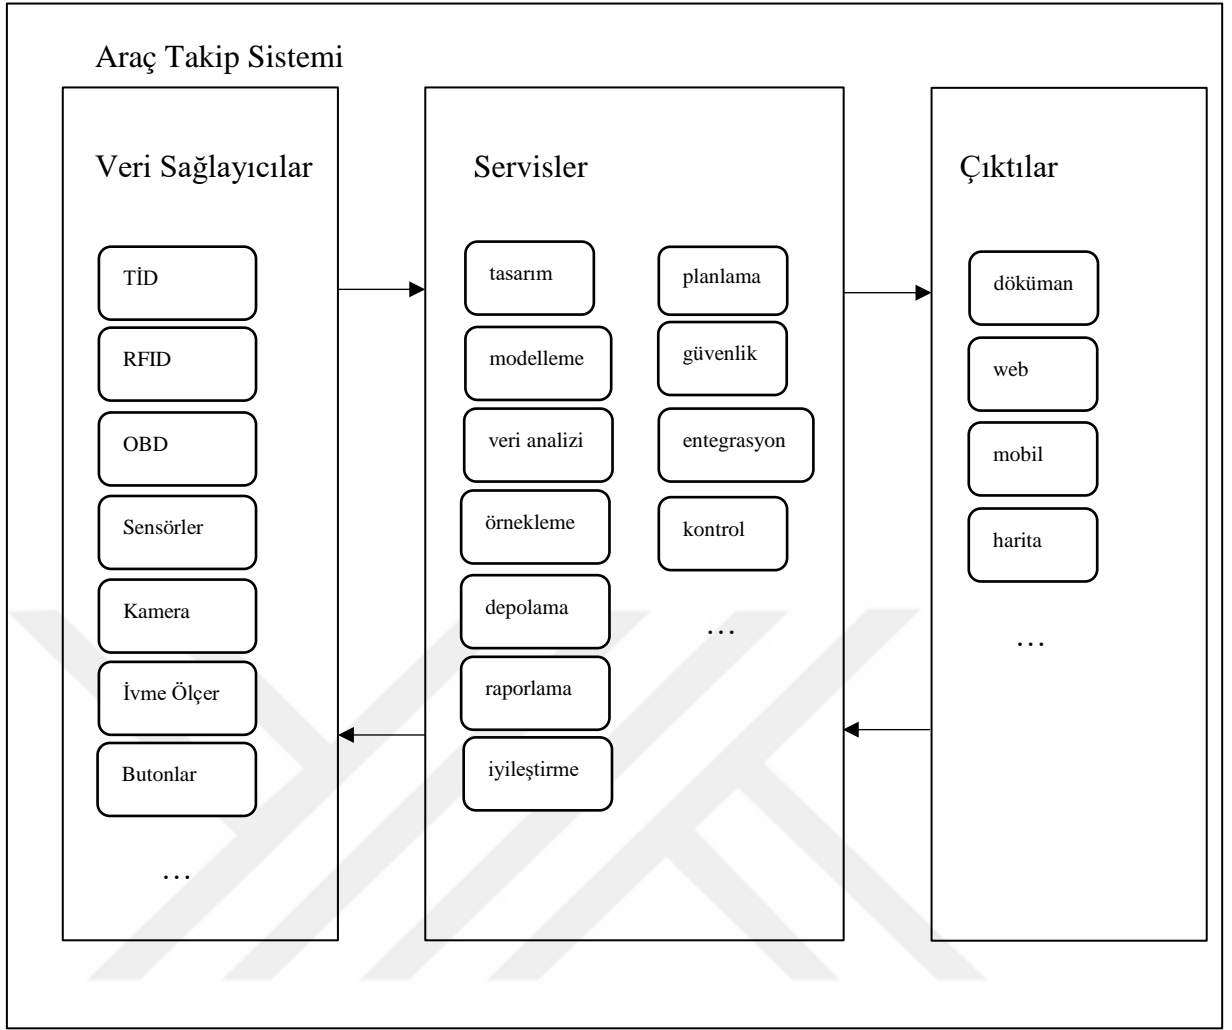 Araç Takip Sistemi
Veri Sağlayıcılar
TİD
RFID
OBD
Sensörler
Kamera
İvme Ölçer
Butonlar
…
Servisler
tasarım
modelleme
veri analizi
örnekleme
depolama
raporlama
iyileştirme
planlama
güvenlik
entegrasyon
kontrol
…
Çıktılar
döküman
web
mobil
harita
…